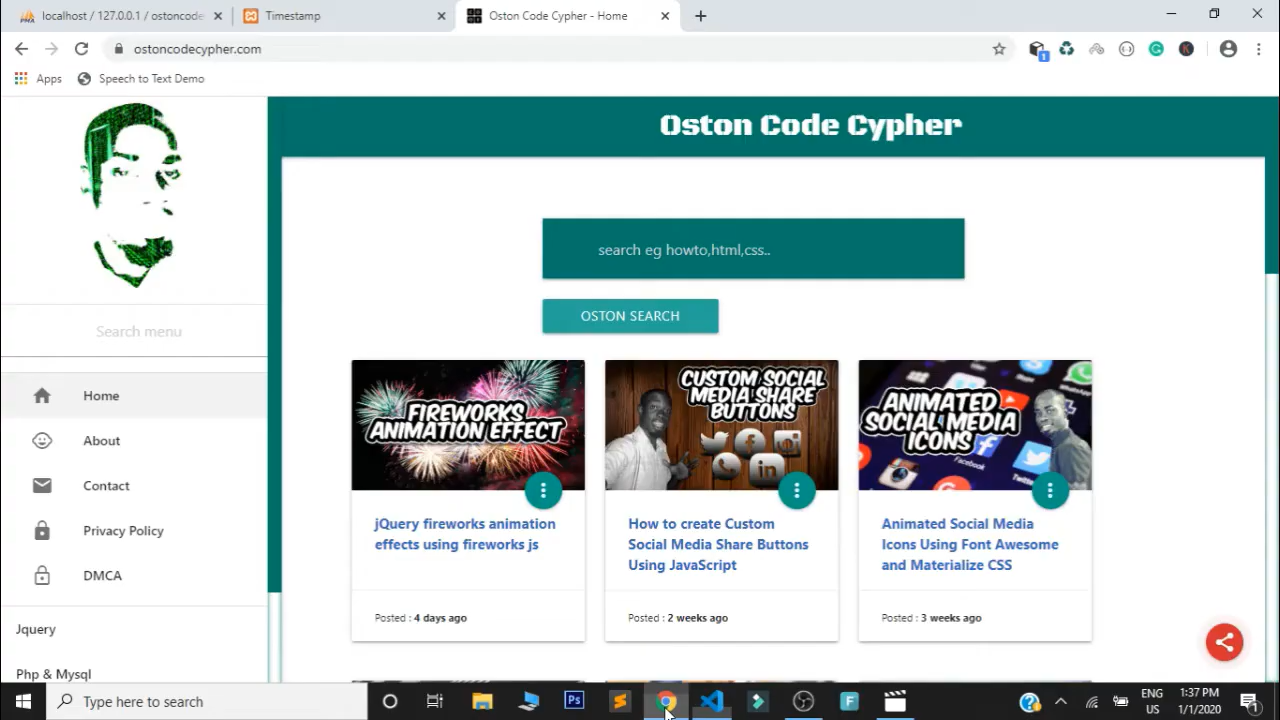 localhost / 127.0.0.1 / ostoncode
Timestamp
Oston Code Cypher - Home
ostoncodecypher.com
1
Apps
Speech to Text Demo
Oston Code Cypher
search eg howto,html,css..
OSTON SEARCH
Search menu
Home
About
Contact
Privacy Policy
DMCA
Jquery
Php & Mysql
FIREWORKS
ANIMATION EFFECT
jQuery fireworks animation
effects using fireworks js
Posted : 4 days ago
CUSTOM SOCIAL
MEDIA SHARE
BUTTONS
How to create Custom
Social Media Share Buttons
Using JavaScript
Posted : 2 weeks ago
ANIMATED
SOCIAL MEDIA
ICONS
Facebook
Animated Social Media
Icons Using Font Awesome
and Materialize CSS
Posted : 3 weeks ago
Type here to search
Ps
F
ENG
US
1:37 PM
1/1/2020
1